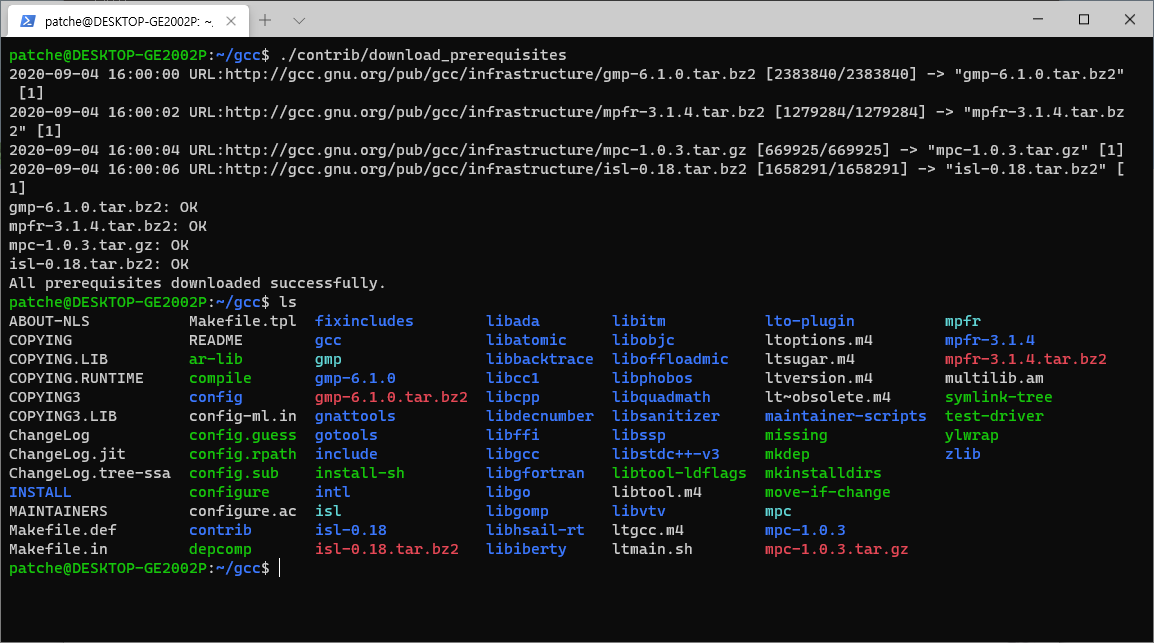 patche@DESKTOP-GE2002P: ~.
patche@DESKTOP-GE2002P:~/gcc$ ./contrib/download_prerequisites
2020-09-04 16:00:00 URL:http://gcc.gnu.org/pub/gcc/infrastructure/gmp-6.1.0.tar.bz2 [2383840/2383840] -> "gmp-6.1.0.tar.bz2"
[1]
2020-09-04 16:00:02 URL:http://gcc.gnu.org/pub/gcc/infrastructure/mpfr-3.1.4.tar.bz2 [1279284/1279284] -> "mpfr-3.1.4.tar.bz
2" [1]
2020-09-04 16:00:04 URL:http://gcc.gnu.org/pub/gcc/infrastructure/mpc-1.0.3.tar.gz [669925/669925] -> "mpc-1.0.3.tar.gz" [1]
2020-09-04 16:00:06 URL:http://gcc.gnu.org/pub/gcc/infrastructure/isl-0.18.tar.bz2 [1658291/1658291] -> "isl-0.18.tar.bz2" [
1]
gmp-6.1.0.tar.bz2: OK
mpfr-3.1.4.tar.bz2: OK
mpc-1.0.3.tar.gz: OK
isl-0.18.tar.bz2: OK
All prerequisites downloaded successfully.
patche@DESKTOP-GE2002P:~/gcc$ ls
ABOUT-NLS Makefile.tpl fixincludes libada libitm lto-plugin mpfr
COPYING README gcc libatomic libobjc ltoptions.m4 mpfr-3.1.4
COPYING.LIB ar-lib gmp libbacktrace liboffloadmic ltsugar.m4 mpfr-3.1.4.tar.bz2
COPYING.RUNTIME compile gmp-6.1.0 libcc1 libphobos ltversion.m4 multilib.am
COPYING3 config gmp-6.1.0.tar.bz2 libcpp libquadmath lt~obsolete.m4 symlink-tree
COPYING3.LIB config-ml.in gnattools libdecnumber libsanitizer maintainer-scripts test-driver
ChangeLog config.guess gotools libffi libssp missing ylwrap
ChangeLog.jit config.rpath include libgcc libstdc++-v3 mkdep zlib
ChangeLog.tree-ssa config.sub install-sh libgfortran libtool-ldflags mkinstalldirs
INSTALL configure intl libgo libtool.m4 move-if-change
MAINTAINERS configure.ac isl libgomp libvtv mpc
Makefile.def contrib isl-0.18 libhsail-rt ltgcc.m4 mpc-1.0.3
Makefile.in depcomp isl-0.18.tar.bz2 libiberty ltmain.sh mpc-1.0.3.tar.gz
patche@DESKTOP-GE2002P:~/gcc$